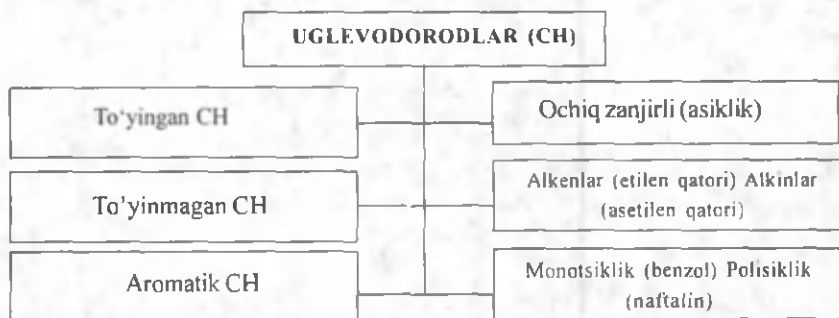 UGLEVODORODLAR (CH)
To'yingan CH
Ochiq zanjirli (asiklik)
To'yinmagan CH
Alkenlar (etilen qatori) Alkinlar
(asetilen qatori)
Aromatik CH
Monotsiklik (benzol) Polisiklik
(naftalin)